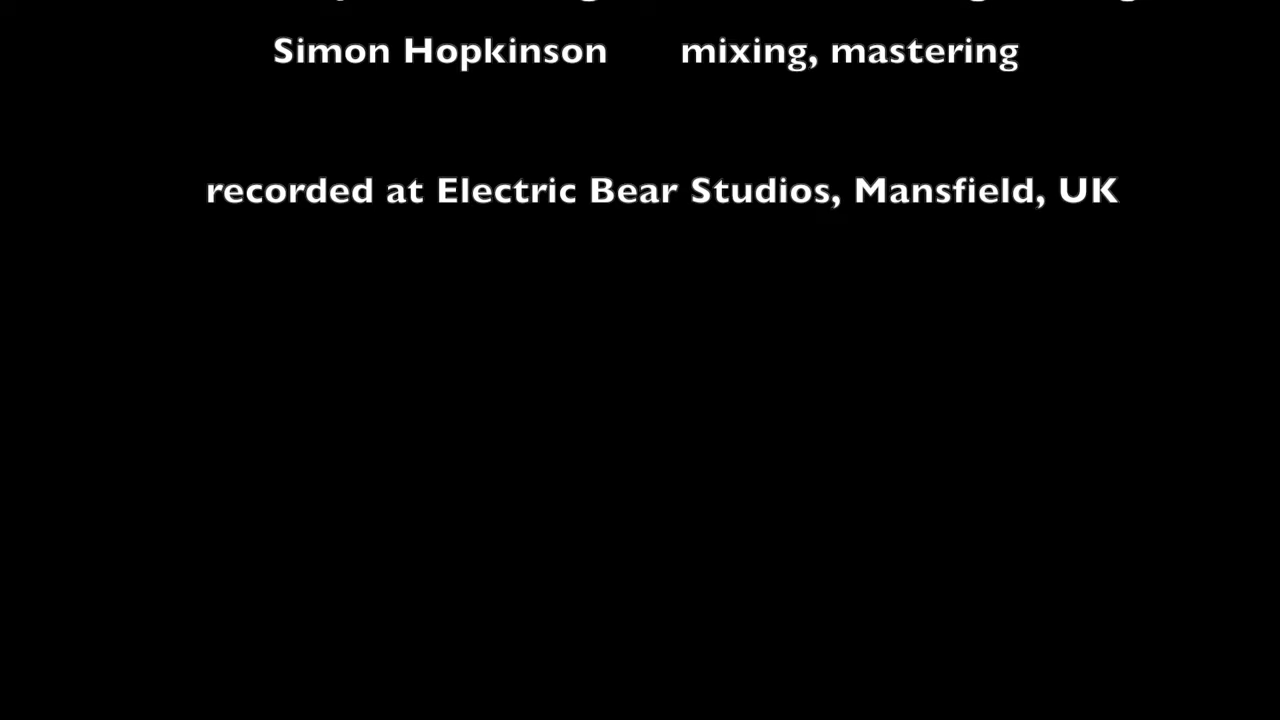 Simon Hopkinson mixing, mastering
recorded at Electric Bear Studios, Mansfield, UK